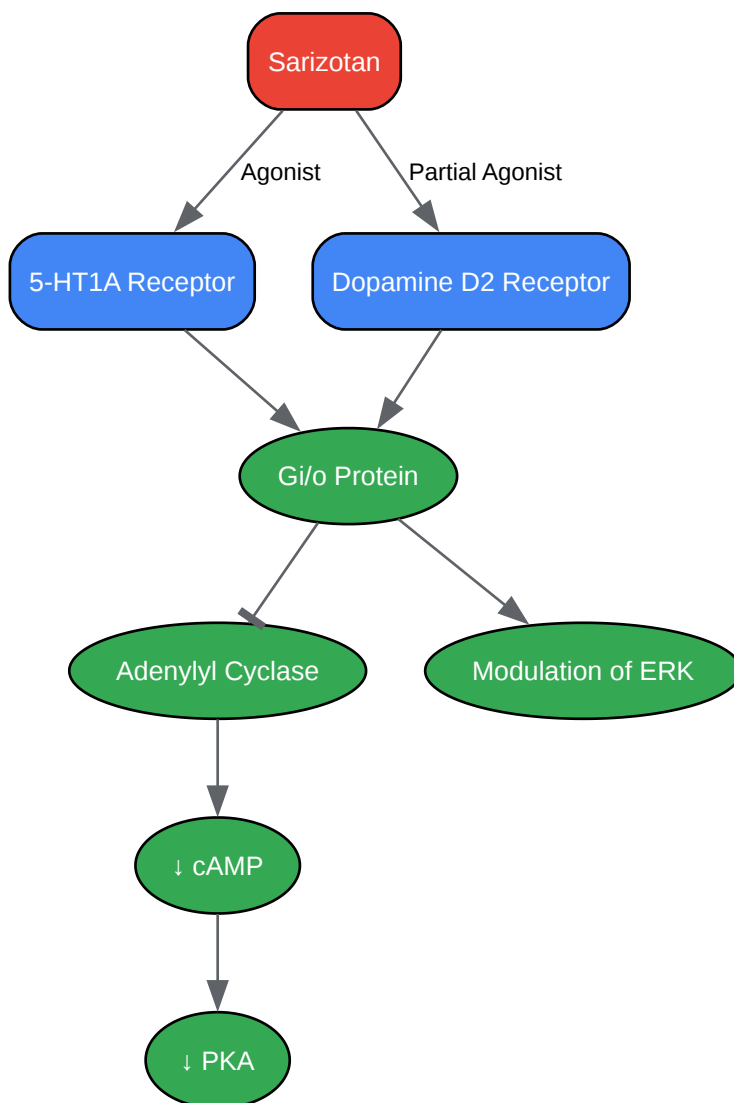 Sarizotan
Agonist
Partial Agonist
5-HT1A Receptor
Dopamine D2 Receptor
Gi/o Protein
Adenylyl Cyclase
Modulation of ERK
↓ cAMP
↓ PKA